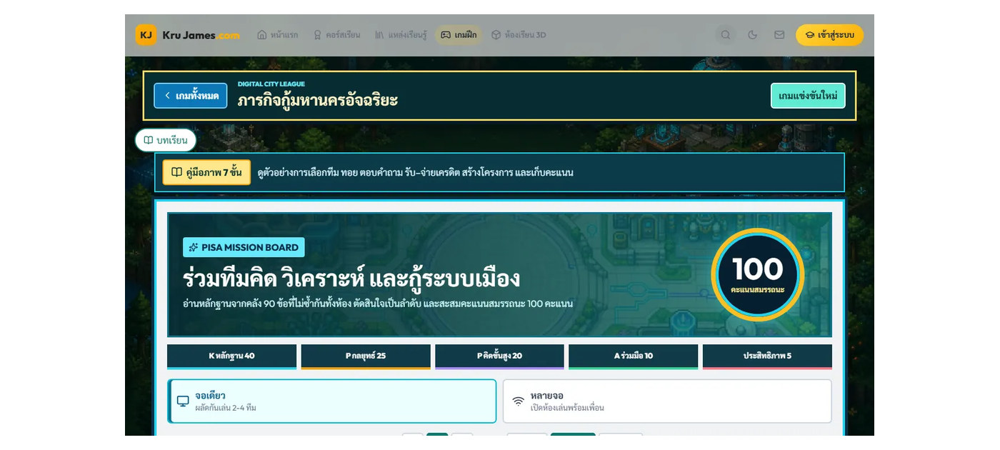 KJ Kru James.com หน้าแรก คอร์สเรียน แหล่งเรียนรู้ เกมฝึก ห้องเรียน 3D เข้าสู่ระบบ
เกมทั้งหมด
DIGITAL CITY LEAGUE
ภารกิจกู้มหานครอัจฉริยะ
เกมแข่งขันใหม่
บทเรียน
คู่มือภาพ 7 ขั้น ดูตัวอย่างการเลือกทีม ทอย ตอบคำถาม รับ–จ่ายเครดิต สร้างโครงการ และเก็บคะแนน
PISA MISSION BOARD
ร่วมทีมคิด วิเคราะห์ และกู้ระบบเมือง
อ่านหลักฐานจากคลัง 90 ข้อที่ไม่ซ้ำกันทั้งห้อง ตัดสินใจเป็นลำดับ และสะสมคะแนนสมรรถนะ 100 คะแนน
100
คะแนนสมรรถนะ
K หลักฐาน 40 P กลยุทธ์ 25 P คิดขั้นสูง 20 A ร่วมมือ 10 ประสิทธิภาพ 5
จอเดียว
ผลัดกันเล่น 2-4 ทีม
หลายจอ
เปิดห้องเล่นพร้อมเพื่อน